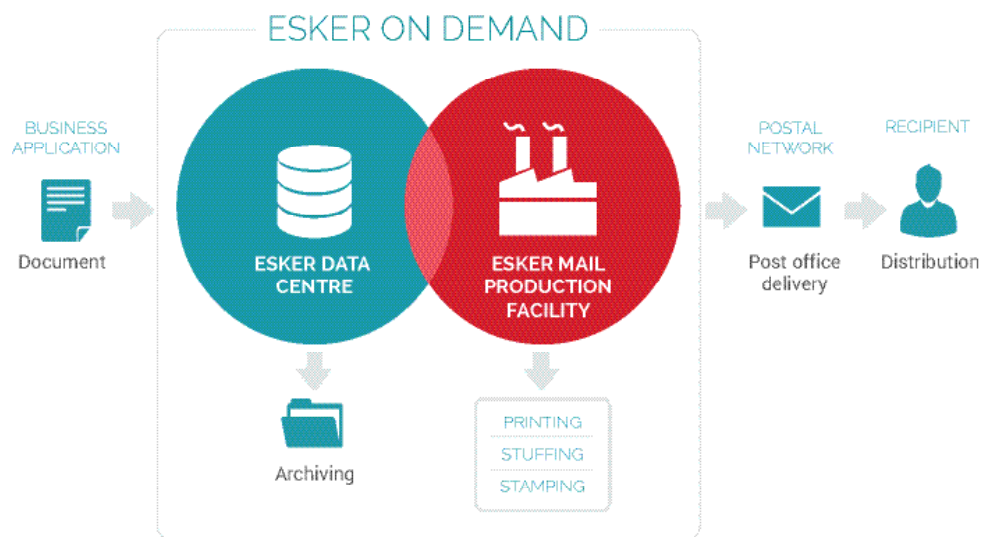 ESKER ON DEMAND
BUSINESS
APPLICATION
Document
ESKER DATA
CENTRE
ESKER MAIL
PRODUCTION
FACILITY
POSTAL
NETWORK
Post office
delivery
RECIPIENT
Distribution
Archiving
PRINTING
STUFFING
STAMPING